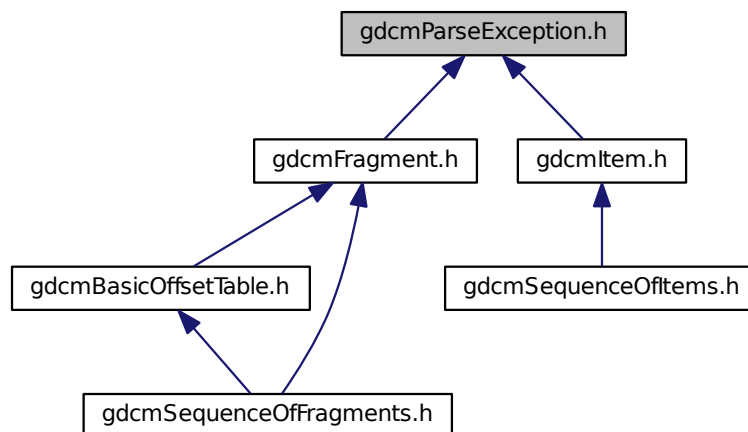 gdcmParseException.h
gdcmFragment.h
gdcmItem.h
gdcmBasicOffsetTable.h
gdcmSequenceOfItems.h
gdcmSequenceOfFragments.h